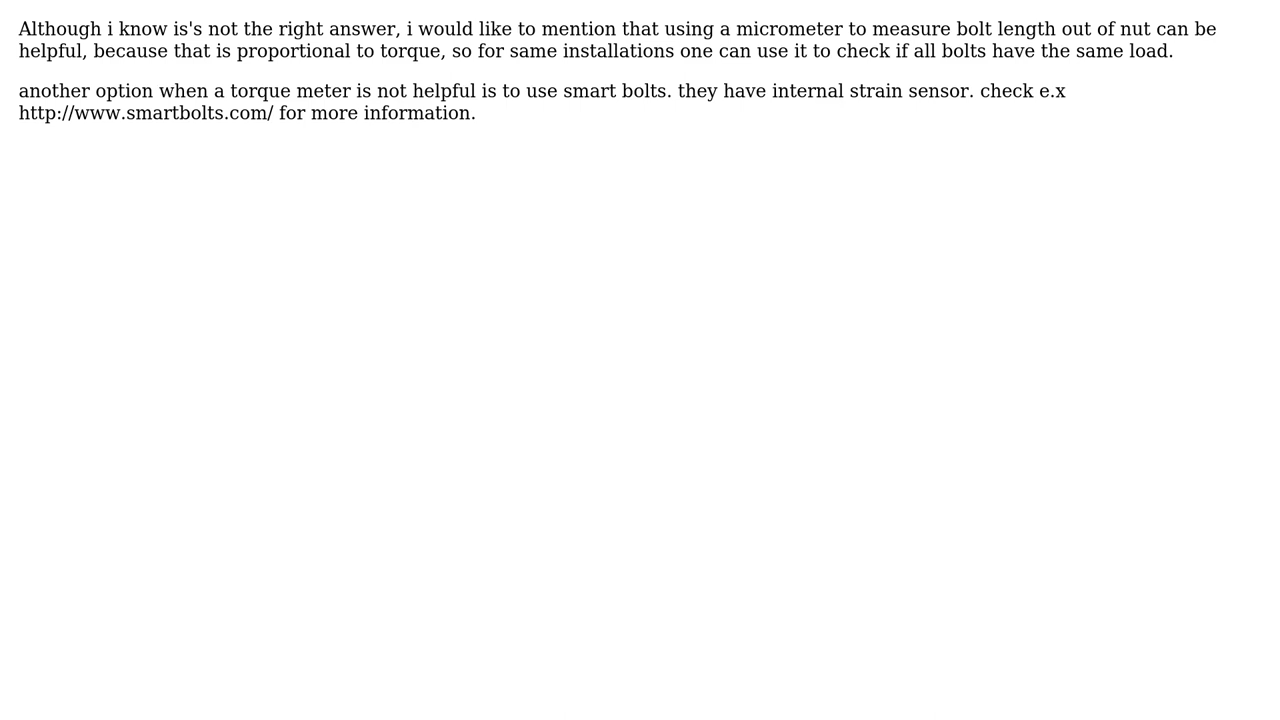 Although i know is's not the right answer, i would like to mention that using a micrometer to measure bolt length out of nut can be
helpful, because that is proportional to torque, so for same installations one can use it to check if all bolts have the same load.
another option when a torque meter is not helpful is to use smart bolts. they have internal strain sensor. check e.x
http://www.smartbolts.com/ for more information.